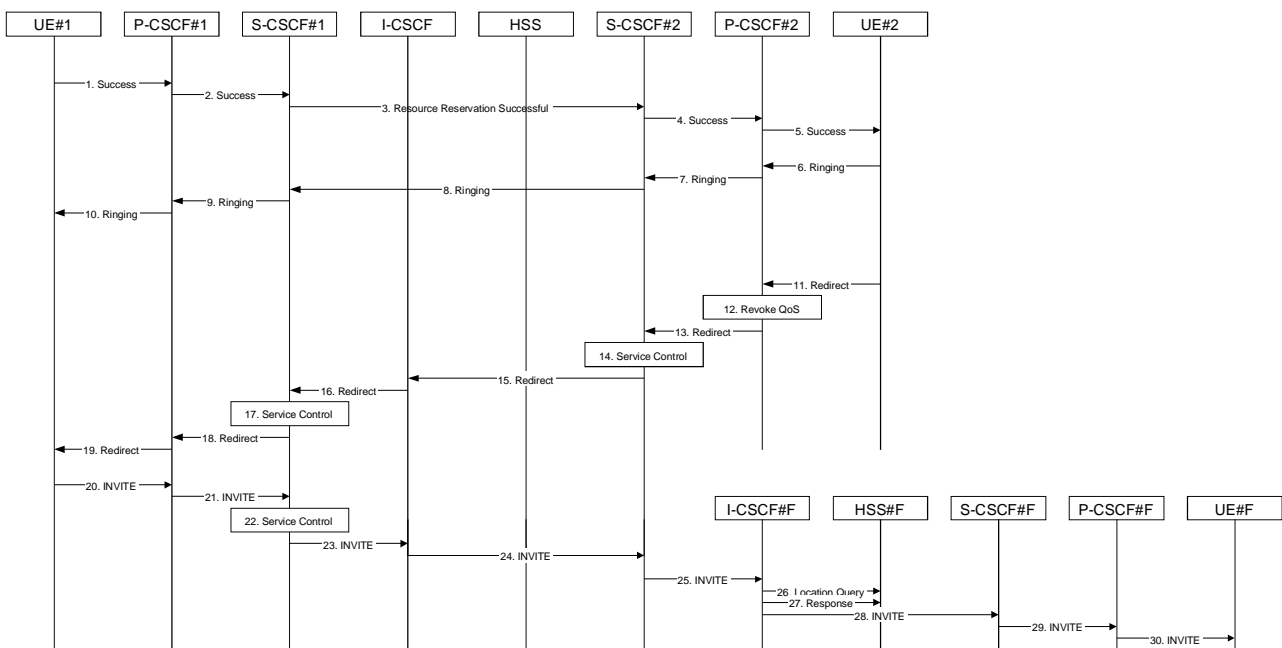 UE#1
P-CSCF#1
S-CSCF#1
I-CSCF
HSS
S-CSCF#2
P-CSCF#2
UE#2
1. Success
2. Success
3. Resource Reservation Successful
4. Success
5. Success
6. Ringing
7. Ringing
8. Ringing
9. Ringing
10. Ringing
11. Redirect
12. Revoke QoS
13. Redirect
14. Service Control
15. Redirect
16. Redirect
17. Service Control
18. Redirect
19. Redirect
20. INVITE
21. INVITE
I-CSCF#F
HSS#F
S-CSCF#F
P-CSCF#F
UE#F
22. Service Control
23. INVITE
24. INVITE
25. INVITE
26. Location Query
27. Response
28. INVITE
29. INVITE
30. INVITE